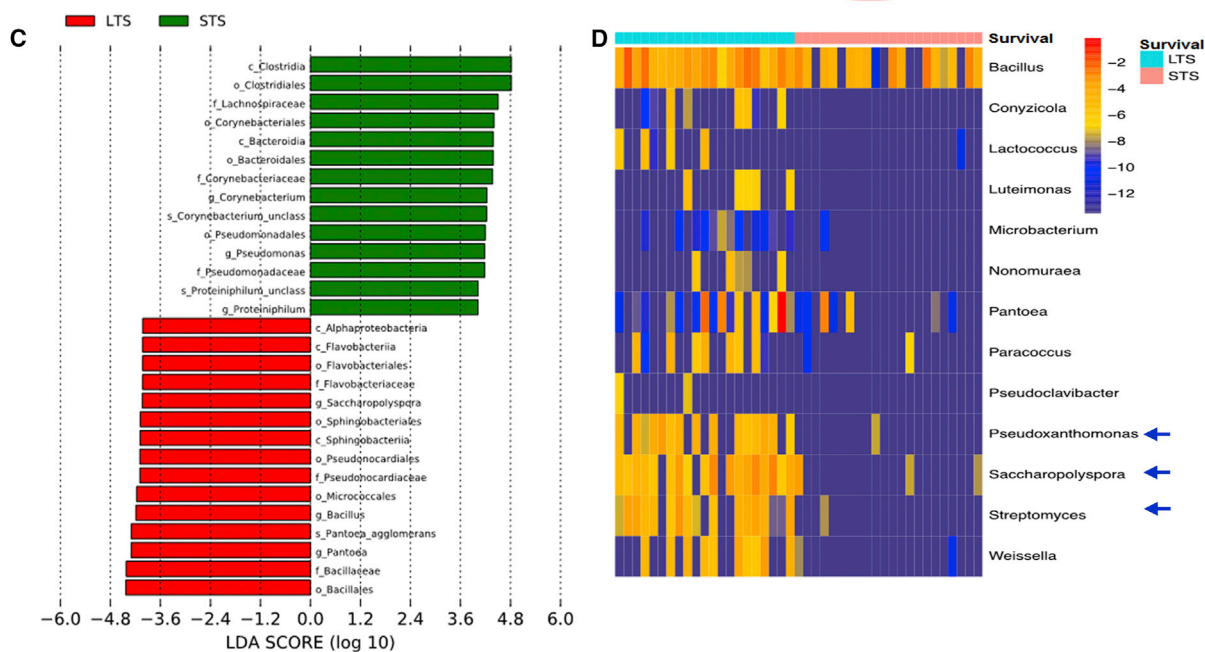 LTS STS
C
c_Clostridia
o_Clostridiales
f_Lachnospiraceae
o_Corynebacteriales
c_Bacteroidia
o_Bacteroidales
f_Corynebacteriaceae
g_Corynebacterium
s_Corynebacterium_unclass
o_Pseudomonadales
g_Pseudomonas
f_Pseudomonadaceae
s_Proteiniphilum_unclass
g_Proteiniphilum
c_Alphaproteobacteria
c_Flavobacteriia
o_Flavobacteriales
f_Flavobacteriaceae
g_Saccharopolyspora
o_Sphingobacteriales
c_Sphingobacteriia
o_Pseudonocardiales
f_Pseudonocardiaceae
o_Micrococcales
g_Bacillus
s_Pantoea_agglomerans
g_Pantoea
f_Bacillaceae
o_Bacillales
−6.0 −4.8 −3.6 −2.4 −1.2 0.0 1.2 2.4 3.6 4.8 6.0
LDA SCORE (log 10)
D
Survival
Bacillus
Conyzicola
Lactococcus
Luteimonas
Microbacterium
Nonomuraea
Pantoea
Paracoccus
Pseudoclavibacter
Pseudoxanthomonas
Saccharopolyspora
Streptomyces
Weissella
−2
−4
−6
−8
−10
−12
Survival
LTS
STS